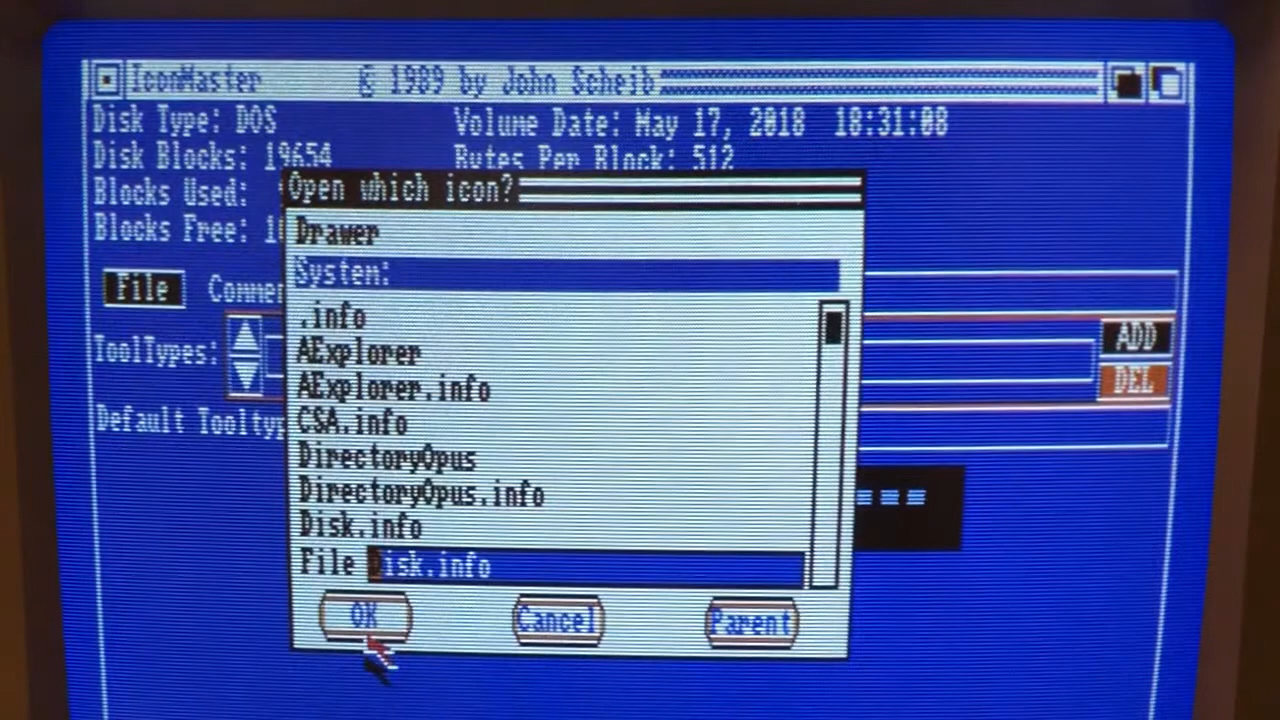 IconMaster © 1989 by John Scheib
Disk Type: DOS Volume Date: May 17, 2018 18:31:08
Disk Blocks: 19654 Bytes Per Block: 512
Blocks Used:
Blocks Free: 1
Open which icon?
Drawer
System:
.info
AExplorer
AExplorer.info
CSA.info
DirectoryOpus
DirectoryOpus.info
Disk.info
File Disk.info
OK Cancel Parent
File Commen
ToolTypes: ADD
DEL
Default Tooltyp